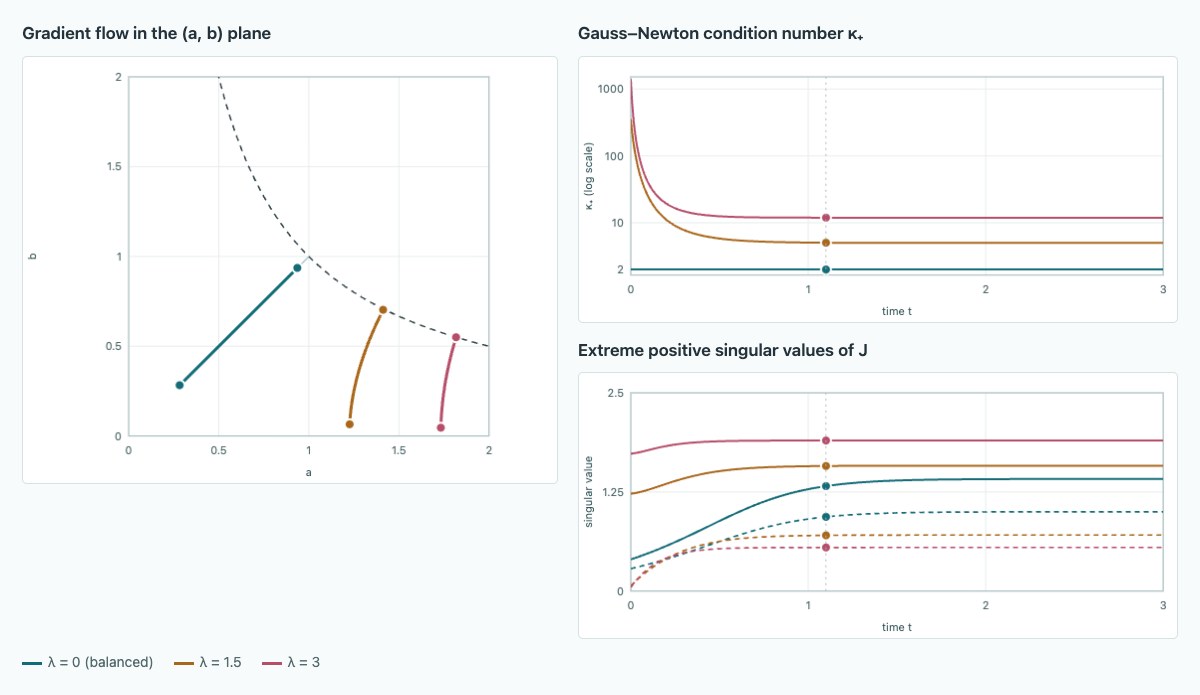 Gradient flow in the (a, b) plane
2
1.5
1
0.5
0
0
0.5
1
1.5
2
b
a
Gauss–Newton condition number κ₊
1000
100
10
2
0
1
2
3
κ₊ (log scale)
time t
Extreme positive singular values of J
2.5
1.25
0
0
1
2
3
singular value
time t
λ = 0 (balanced)
λ = 1.5
λ = 3